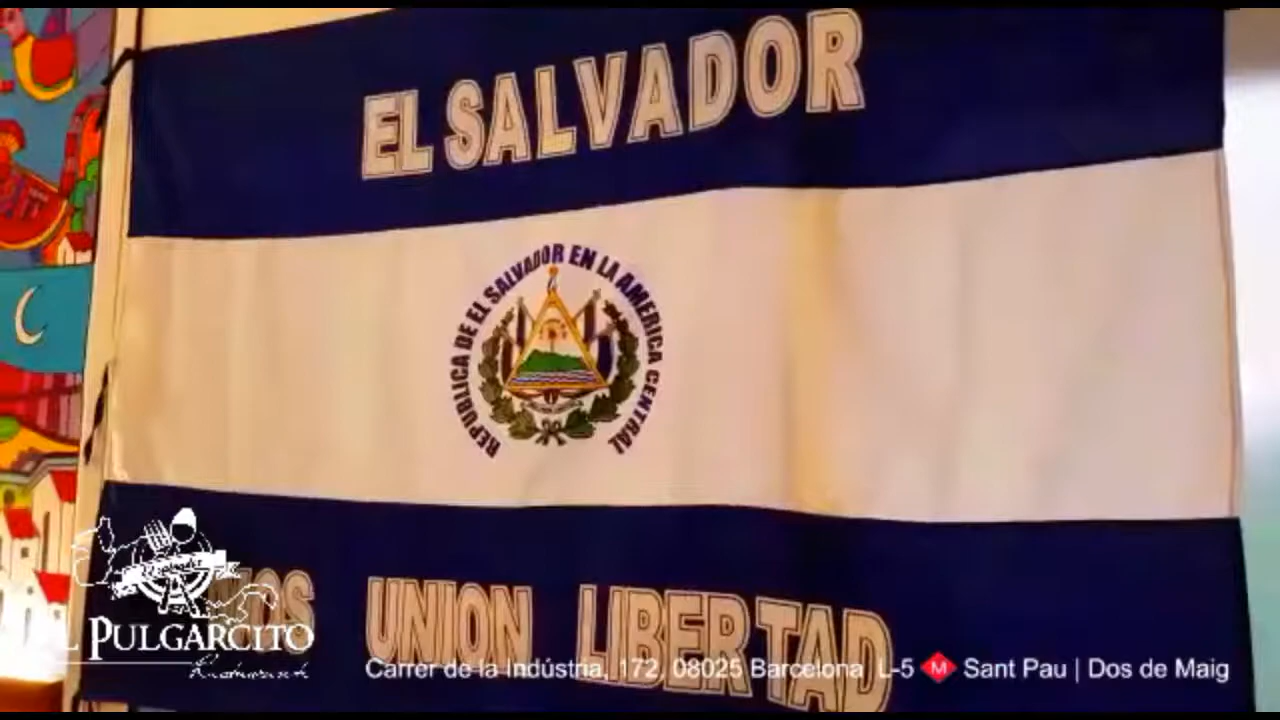 EL SALVADOR
REPUBLICA DE EL SALVADOR EN LA AMERICA CENTRAL
UNION LIBERTAD
PULGARCITO
Restaurant
Carrer de la Indústria, 172, 08025 Barcelona L-5 M Sant Pau | Dos de Maig